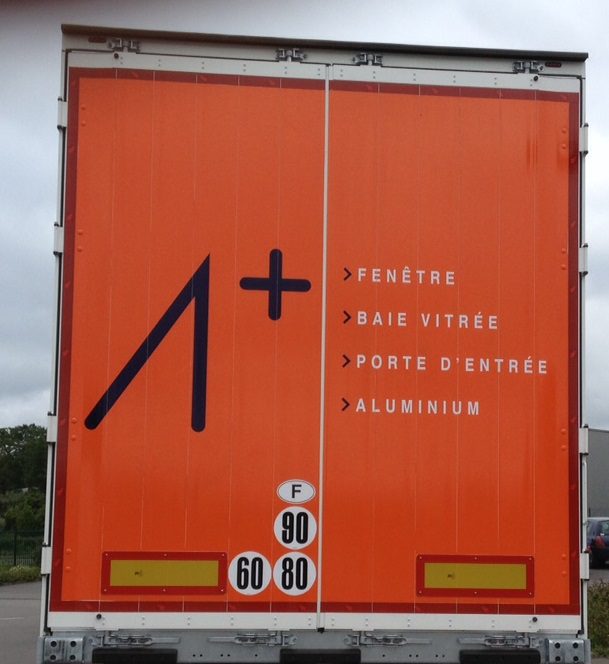 A+
> FENÊTRE
> BAIE VITRÉE
> PORTE D'ENTRÉE
> ALUMINIUM
F
90
60 80